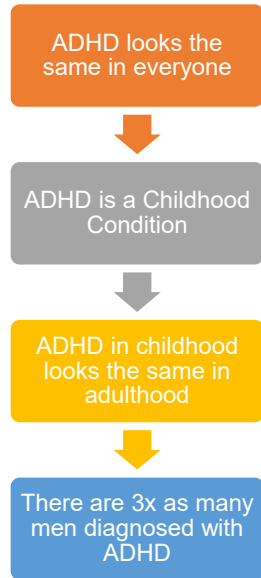 ADHD looks the
same in everyone
ADHD is a Childhood
Condition
ADHD in childhood
looks the same in
adulthood
There are 3x as many
men diagnosed with
ADHD